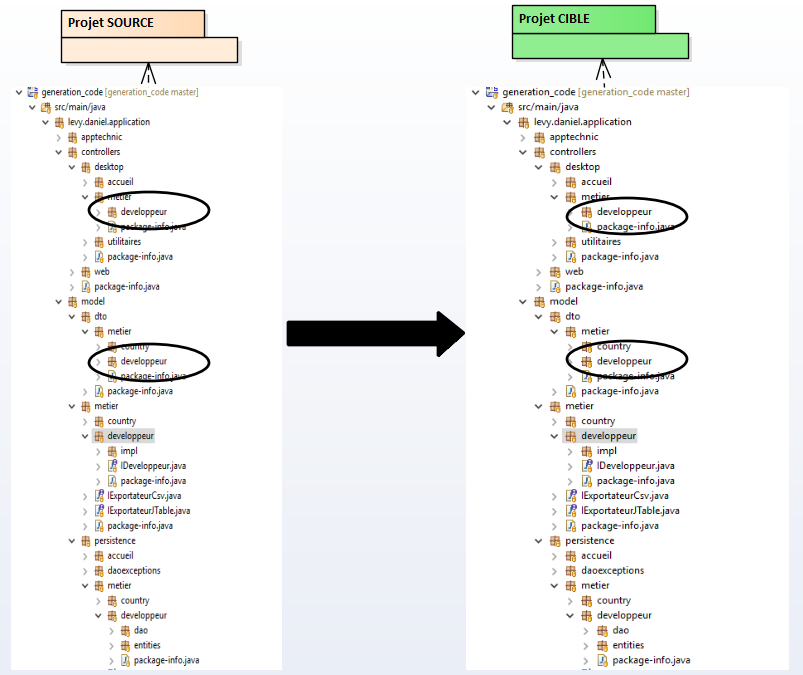 Projet SOURCE
generation_code [generation_code master]
src/main/java
levy.daniel.application
apptechnic
controllers
desktop
accueil
metier
developpeur
package-info.java
utilitaires
package-info.java
web
package-info.java
model
dto
metier
country
developpeur
package-info.java
package-info.java
metier
country
developpeur
impl
IDeveloppeur.java
package-info.java
IExportateurCsv.java
IExportateurJTable.java
package-info.java
persistence
accueil
daoexceptions
metier
country
developpeur
dao
entities
package-info.java
Projet CIBLE
generation_code [generation_code master]
src/main/java
levy.daniel.application
apptechnic
controllers
desktop
accueil
metier
developpeur
package-info.java
utilitaires
package-info.java
web
package-info.java
model
dto
metier
country
developpeur
package-info.java
package-info.java
metier
country
developpeur
impl
IDeveloppeur.java
package-info.java
IExportateurCsv.java
IExportateurJTable.java
package-info.java
persistence
accueil
daoexceptions
metier
country
developpeur
dao
entities
package-info.java